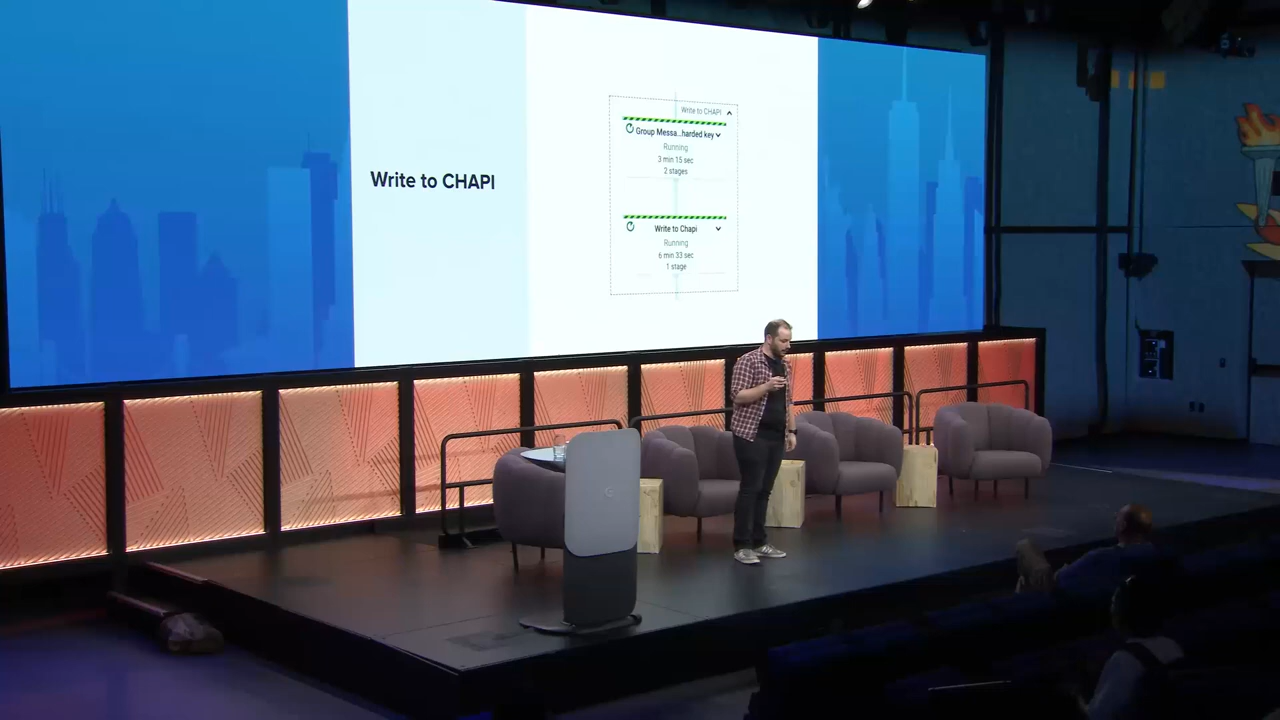 Write to CHAPI
Write to CHAPI
Group Messa...harded key
Running
3 min 15 sec
2 stages
Write to Chapi
Running
6 min 33 sec
1 stage